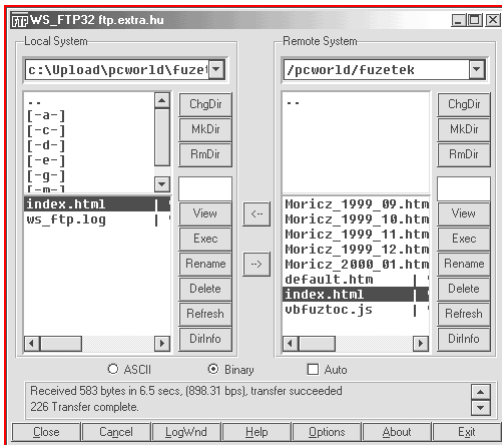 WS_FTP32 ftp.extra.hu
Local System
c:\Upload\pcworld\fuzet
..
[-a-]
[-c-]
[-d-]
[-e-]
[-g-]
[-m-]
index.html
ws_ftp.log
ChgDir
MkDir
RmDir
View
Exec
Rename
Delete
Refresh
DirInfo
<--
-->
Remote System
/pcworld/fuzetek
..
Moricz_1999_09.htm
Moricz_1999_10.htm
Moricz_1999_11.htm
Moricz_1999_12.htm
Moricz_2000_01.htm
default.htm
index.html
vbfuztoc.js
ChgDir
MkDir
RmDir
View
Exec
Rename
Delete
Refresh
DirInfo
ASCII Binary Auto
Received 583 bytes in 6.5 secs, (898.31 bps), transfer succeeded
226 Transfer complete.
Close Cancel LogWnd Help Options About Exit